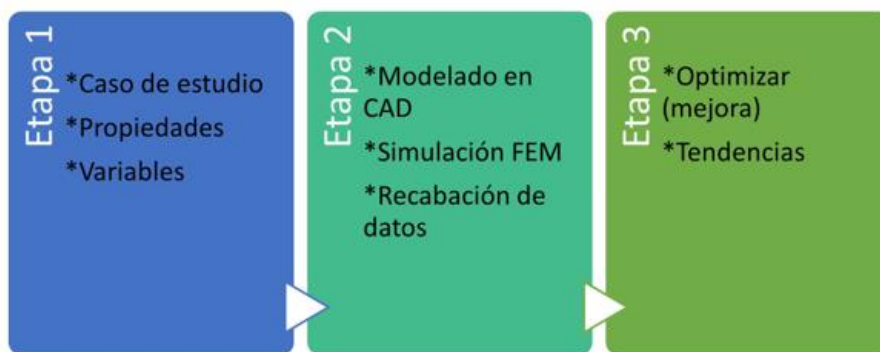 Etapa 1
*Caso de estudio
*Propiedades
*Variables
Etapa 2
*Modelado en
CAD
*Simulación FEM
*Recabación de
datos
Etapa 3
*Optimizar
(mejora)
*Tendencias